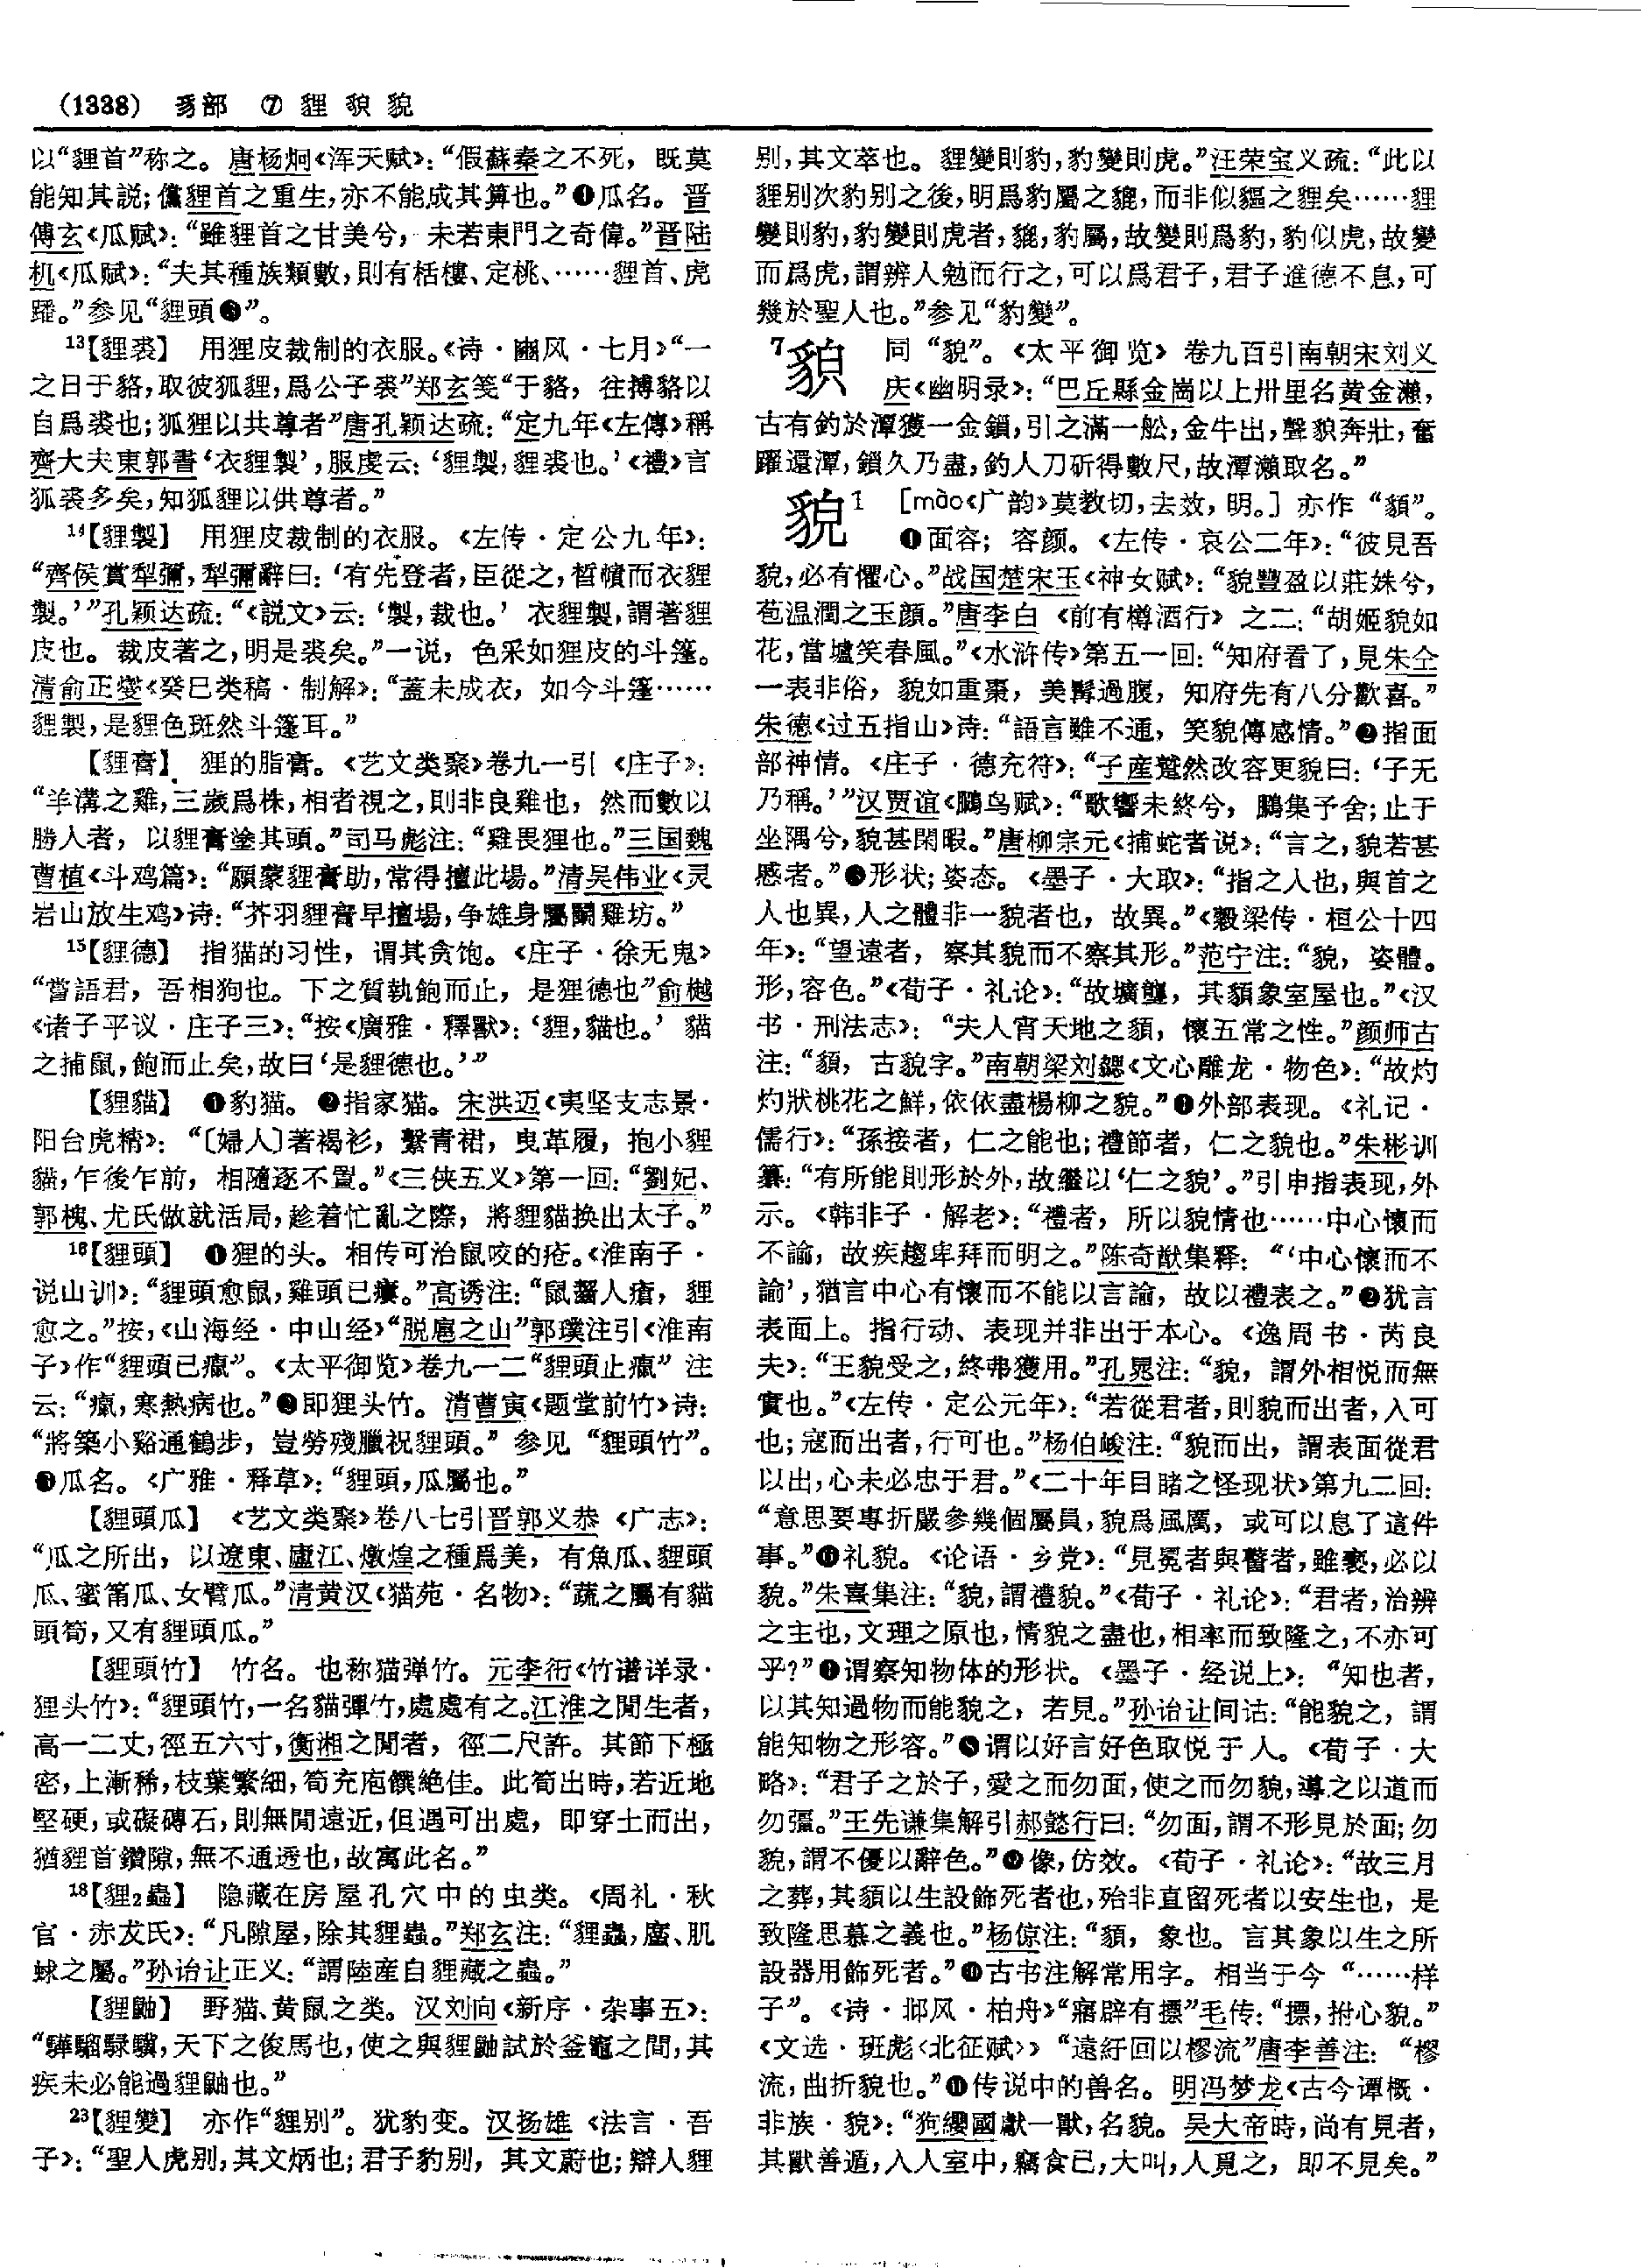 (1338) 豸部 ⑦ 貍 䝤 貌
以“貍首”称之。唐杨炯《浑天赋》：“假蘇秦之不死，既莫
能知其説；儻貍首之重生，亦不能成其算也。”❹瓜名。晋
傅玄《瓜赋》：“雖貍首之甘美兮，未若東門之奇偉。”晋陆
机《瓜赋》：“夫其種族類數，則有栝樓、定桃、……貍首、虎
蹯。”参见“貍頭❸”。
13【貍裘】 用狸皮裁制的衣服。《诗·豳风·七月》“一
之日于貉，取彼狐貍，爲公子裘”郑玄笺“于貉，往搏貉以
自爲裘也；狐狸以共尊者”唐孔颖达疏：“定九年《左傳》稱
齊大夫東郭書‘衣貍製’，服虔云：‘貍製，貍裘也。’《禮》言
狐裘多矣，知狐貍以供尊者。”
14【貍製】 用狸皮裁制的衣服。《左传·定公九年》：
“齊侯賞犁彌，犁彌辭曰：‘有先登者，臣從之，皙幘而衣貍
製。’”孔颖达疏：“《説文》云：‘製，裁也。’衣貍製，謂著貍
皮也。裁皮著之，明是裘矣。”一说，色采如狸皮的斗篷。
清俞正燮《癸巳类稿·制解》：“蓋未成衣，如今斗篷……
貍製，是貍色斑然斗篷耳。”
【貍膏】 狸的脂膏。《艺文类聚》卷九一引《庄子》：
“羊溝之雞，三歲爲株，相者視之，則非良雞也，然而數以
勝人者，以貍膏塗其頭。”司马彪注：“雞畏狸也。”三国魏
曹植《斗鸡篇》：“願蒙貍膏助，常得擅此場。”清吴伟业《灵
岩山放生鸡》诗：“芥羽貍膏早擅場，争雄身屬鬭雞坊。”
15【貍德】 指猫的习性，谓其贪饱。《庄子·徐无鬼》
“嘗語君，吾相狗也。下之質執飽而止，是狸德也”俞樾
《诸子平议·庄子三》：“按《廣雅·釋獸》：‘貍，貓也。’貓
之捕鼠，飽而止矣，故曰‘是貍德也。’”
【貍貓】 ❶豹猫。❷指家猫。宋洪迈《夷坚支志景·
阳台虎精》：“〔婦人〕著褐衫，繫青裙，曳革履，抱小貍
貓，乍後乍前，相隨逐不置。”《三侠五义》第一回：“劉妃、
郭槐、尤氏做就活局，趁着忙亂之際，將貍貓换出太子。”
16【貍頭】 ❶狸的头。相传可治鼠咬的疮。《淮南子·
说山训》：“貍頭愈鼠，雞頭已瘻。”高诱注：“鼠齧人瘡，貍
愈之。”按，《山海经·中山经》“脱扈之山”郭璞注引《淮南
子》作“貍頭已癙”。《太平御览》卷九一二“貍頭止癙”注
云：“癙，寒熱病也。”❷即狸头竹。清曹寅《题堂前竹》诗：
“將築小谿通鶴步，豈勞殘臘祝貍頭。”参见“貍頭竹”。
❸瓜名。《广雅·释草》：“貍頭，瓜屬也。”
【貍頭瓜】 《艺文类聚》卷八七引晋郭义恭《广志》：
“瓜之所出，以遼東、廬江、燉煌之種爲美，有魚瓜、貍頭
瓜、蜜筩瓜、女臂瓜。”清黄汉《猫苑·名物》：“蔬之屬有貓
頭筍，又有貍頭瓜。”
【貍頭竹】 竹名。也称猫弹竹。元李衎《竹谱详录·
狸头竹》：“貍頭竹，一名貓彈竹，處處有之。江淮之閒生者，
高一二丈，徑五六寸，衡湘之閒者，徑二尺許。其節下極
密，上漸稀，枝葉繁細，筍充庖饌絶佳。此筍出時，若近地
堅硬，或礙磚石，則無閒遠近，但遇可出處，即穿土而出，
猶貍首鑽隙，無不通透也，故寓此名。”
18【貍2蟲】 隐藏在房屋孔穴中的虫类。《周礼·秋
官·赤犮氏》：“凡隙屋，除其貍蟲。”郑玄注：“貍蟲，䗪、肌
蛷之屬。”孙诒让正义：“謂陸産自貍藏之蟲。”
【貍鼬】 野猫、黄鼠之类。汉刘向《新序·杂事五》：
“驊騮騄驥，天下之俊馬也，使之與貍鼬試於釜竈之間，其
疾未必能過貍鼬也。”
23【貍變】 亦作“貍别”。犹豹变。汉扬雄《法言·吾
子》：“聖人虎别，其文炳也；君子豹别，其文蔚也；辯人貍
别，其文萃也。貍變則豹，豹變則虎。”汪荣宝义疏：“此以
貍别次豹别之後，明爲豹屬之貔，而非似貙之貍矣……貍
變則豹，豹變則虎者，貔，豹屬，故變則爲豹，豹似虎，故變
而爲虎，謂辨人勉而行之，可以爲君子，君子進德不息，可
幾於聖人也。”参见“豹變”。
7䝤 同“貌”。《太平御览》卷九百引南朝宋刘义
庆《幽明录》：“巴丘縣金崗以上卅里名黄金瀨，
古有釣於潭獲一金鎖，引之滿一舩，金牛出，聲貌奔壯，奮
躍還潭，鎖久乃盡，釣人刀斫得數尺，故潭瀨取名。”
貌1 ［mào《广韵》莫教切，去效，明。］亦作“䫉”。
❶面容；容颜。《左传·哀公二年》：“彼見吾
貌，必有懼心。”战国楚宋玉《神女赋》：“貌豐盈以莊姝兮，
苞温潤之玉顔。”唐李白《前有樽酒行》之二：“胡姬貌如
花，當壚笑春風。”《水浒传》第五一回：“知府看了，見朱仝
一表非俗，貌如重棗，美髯過腹，知府先有八分歡喜。”
朱德《过五指山》诗：“語言雖不通，笑貌傳感情。”❷指面
部神情。《庄子·德充符》：“子産蹵然改容更貌曰：‘子无
乃稱。’”汉贾谊《鵩鸟赋》：“歌響未終兮，鵩集予舍；止于
坐隅兮，貌甚閑暇。”唐柳宗元《捕蛇者说》：“言之，貌若甚
慼者。”❸形状；姿态。《墨子·大取》：“指之人也，與首之
人也異，人之體非一貌者也，故異。”《穀梁传·桓公十四
年》：“望遠者，察其貌而不察其形。”范宁注：“貌，姿體。
形，容色。”《荀子·礼论》：“故壙壟，其䫉象室屋也。”《汉
书·刑法志》：“夫人宵天地之䫉，懷五常之性。”颜师古
注：“䫉，古貌字。”南朝梁刘勰《文心雕龙·物色》：“故灼
灼狀桃花之鮮，依依盡楊柳之貌。”❹外部表现。《礼记·
儒行》：“孫接者，仁之能也；禮節者，仁之貌也。”朱彬训
纂：“有所能則形於外，故繼以‘仁之貌’。”引申指表现，外
示。《韩非子·解老》：“禮者，所以貌情也……中心懷而
不諭，故疾趨卑拜而明之。”陈奇猷集释：“‘中心懷而不
諭’，猶言中心有懷而不能以言諭，故以禮表之。”❺犹言
表面上。指行动、表现并非出于本心。《逸周书·芮良
夫》：“王貌受之，終弗獲用。”孔晁注：“貌，謂外相悦而無
實也。”《左传·定公元年》：“若從君者，則貌而出者，入可
也；寇而出者，行可也。”杨伯峻注：“貌而出，謂表面從君
以出，心未必忠于君。”《二十年目睹之怪现状》第九二回：
“意思要專折嚴參幾個屬員，貌爲風厲，或可以息了這件
事。”❻礼貌。《论语·乡党》：“見冕者與瞽者，雖褻，必以
貌。”朱熹集注：“貌，謂禮貌。”《荀子·礼论》：“君者，治辨
之主也，文理之原也，情貌之盡也，相率而致隆之，不亦可
乎？”❼谓察知物体的形状。《墨子·经说上》：“知也者，
以其知過物而能貌之，若見。”孙诒让间诂：“能貌之，謂
能知物之形容。”❽谓以好言好色取悦于人。《荀子·大
略》：“君子之於子，愛之而勿面，使之而勿貌，導之以道而
勿彊。”王先谦集解引郝懿行曰：“勿面，謂不形見於面；勿
貌，謂不優以辭色。”❾像，仿效。《荀子·礼论》：“故三月
之葬，其䫉以生設飾死者也，殆非直留死者以安生也，是
致隆思慕之義也。”杨倞注：“䫉，象也。言其象以生之所
設器用飾死者。”❿古书注解常用字。相当于今“……样
子”。《诗·邶风·柏舟》“寤辟有摽”毛传：“摽，拊心貌。”
《文选·班彪〈北征赋〉》“遠紆回以樛流”唐李善注：“樛
流，曲折貌也。”⓫传说中的兽名。明冯梦龙《古今谭概·
非族·貌》：“狗纓國獻一獸，名貌。吴大帝時，尚有見者，
其獸善遁，入人室中，竊食已，大叫，人覓之，即不見矣。”